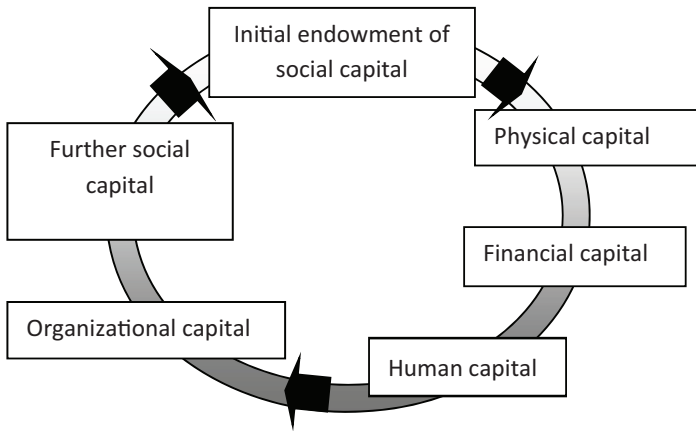 Initial endowment of
social capital
Physical capital
Financial capital
Human capital
Organizational capital
Further social
capital